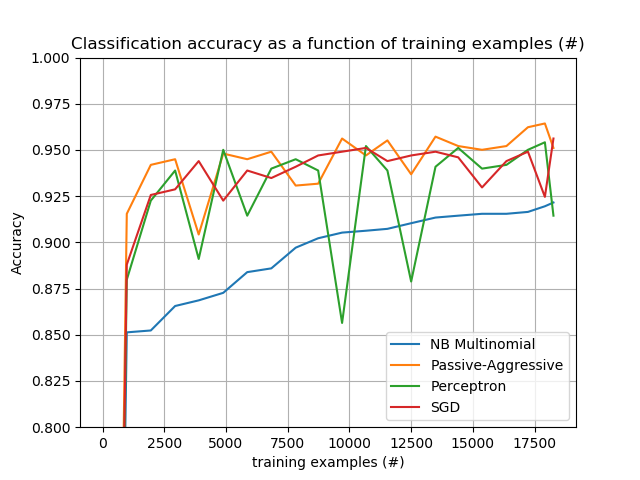 Classification accuracy as a function of training examples (#)
1.000
0.975
0.950
0.925
0.900
0.875
0.850
0.825
0.800
Accuracy
NB Multinomial
Passive-Aggressive
Perceptron
SGD
0 2500 5000 7500 10000 12500 15000 17500
training examples (#)